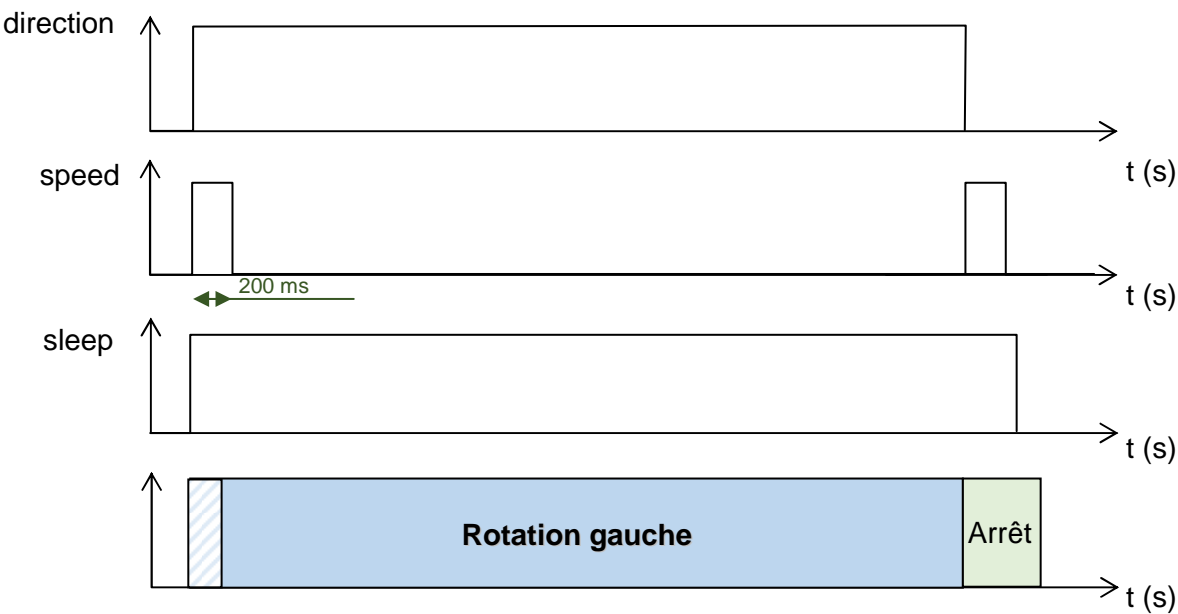 direction
t (s)
speed
200 ms
t (s)
sleep
t (s)
Rotation gauche
Arrêt
t (s)